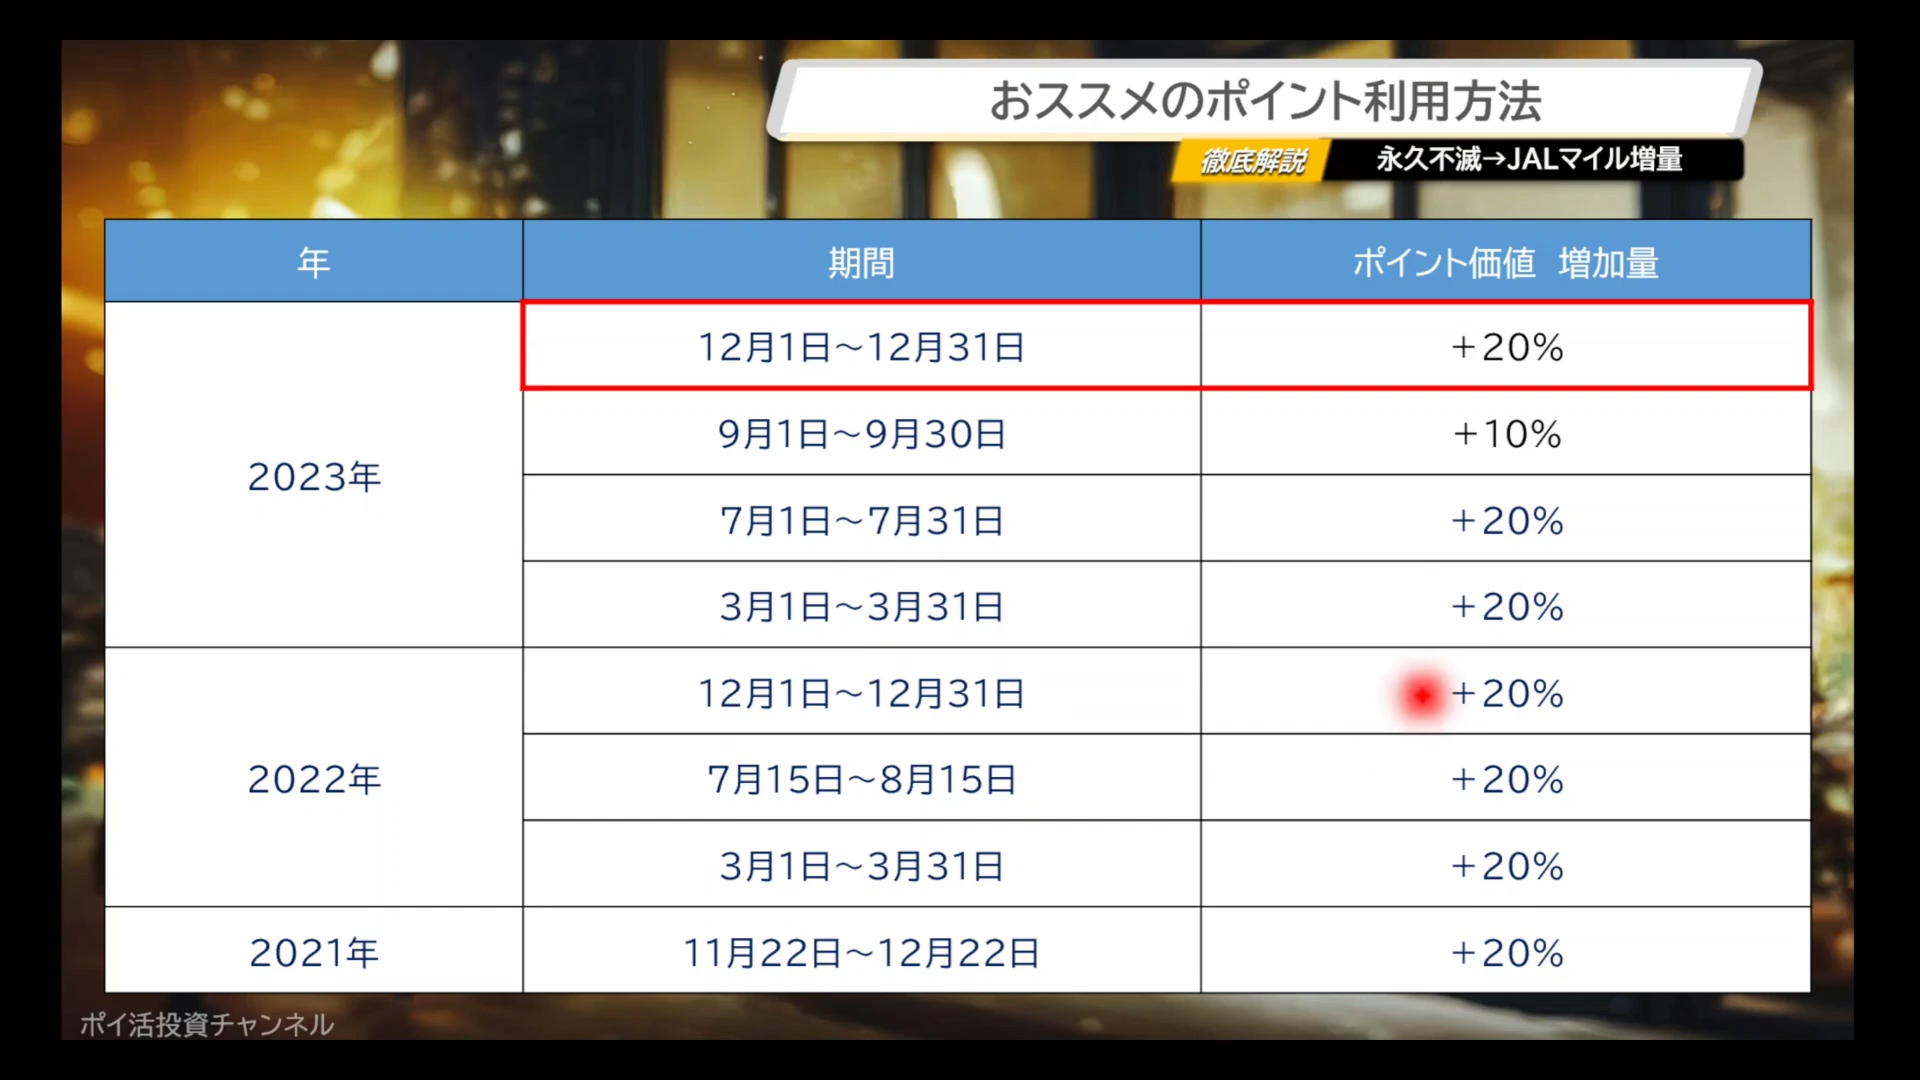 おススメのポイント利用方法
徹底解説 永久不滅→JALマイル増量
年 期間 ポイント価値 増加量
2023年
12月1日～12月31日 +20%
9月1日～9月30日 +10%
7月1日～7月31日 +20%
3月1日～3月31日 +20%
2022年
12月1日～12月31日 +20%
7月15日～8月15日 +20%
3月1日～3月31日 +20%
2021年 11月22日～12月22日 +20%
ポイ活投資チャンネル